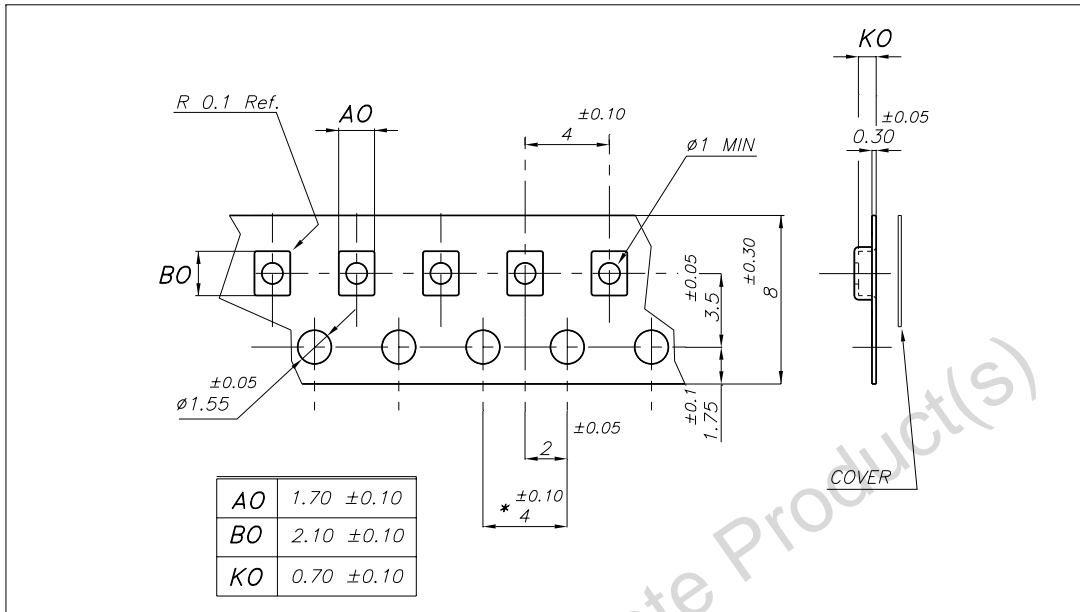 KO
R 0.1 Ref.
AO
±0.10
4
ø1 MIN
±0.05
0.30
BO
±0.05
3.5
±0.30
8
±0.05
ø1.55
±0.1
1.75
±0.05
2
* ±0.10
4
COVER
AO 1.70 ±0.10
BO 2.10 ±0.10
KO 0.70 ±0.10
te Product(s)